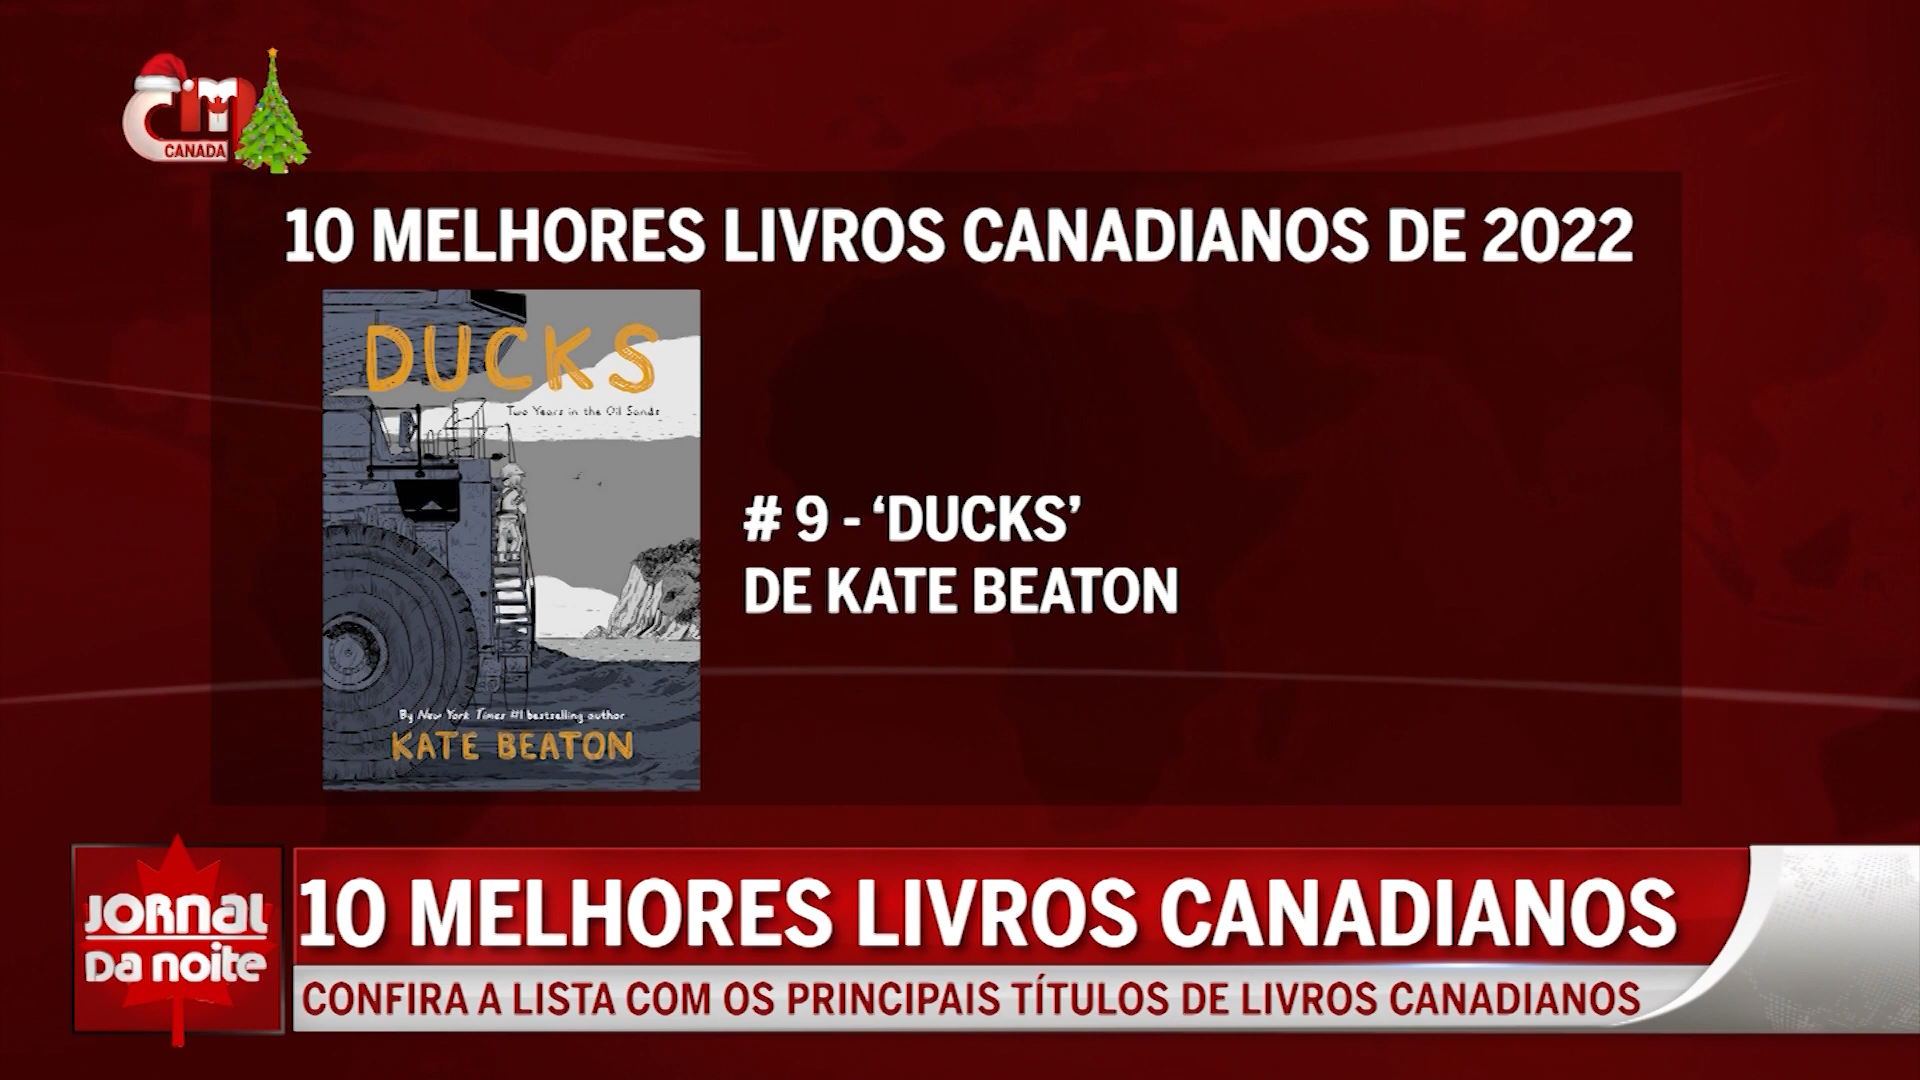 CM
CANADA
10 MELHORES LIVROS CANADIANOS DE 2022
DUCKS
Two Years in the Oil Sands
By New York Times #1 bestselling author
KATE BEATON
# 9 - ‘DUCKS’
DE KATE BEATON
JORNAL
DA NOITE
10 MELHORES LIVROS CANADIANOS
CONFIRA A LISTA COM OS PRINCIPAIS TÍTULOS DE LIVROS CANADIANOS